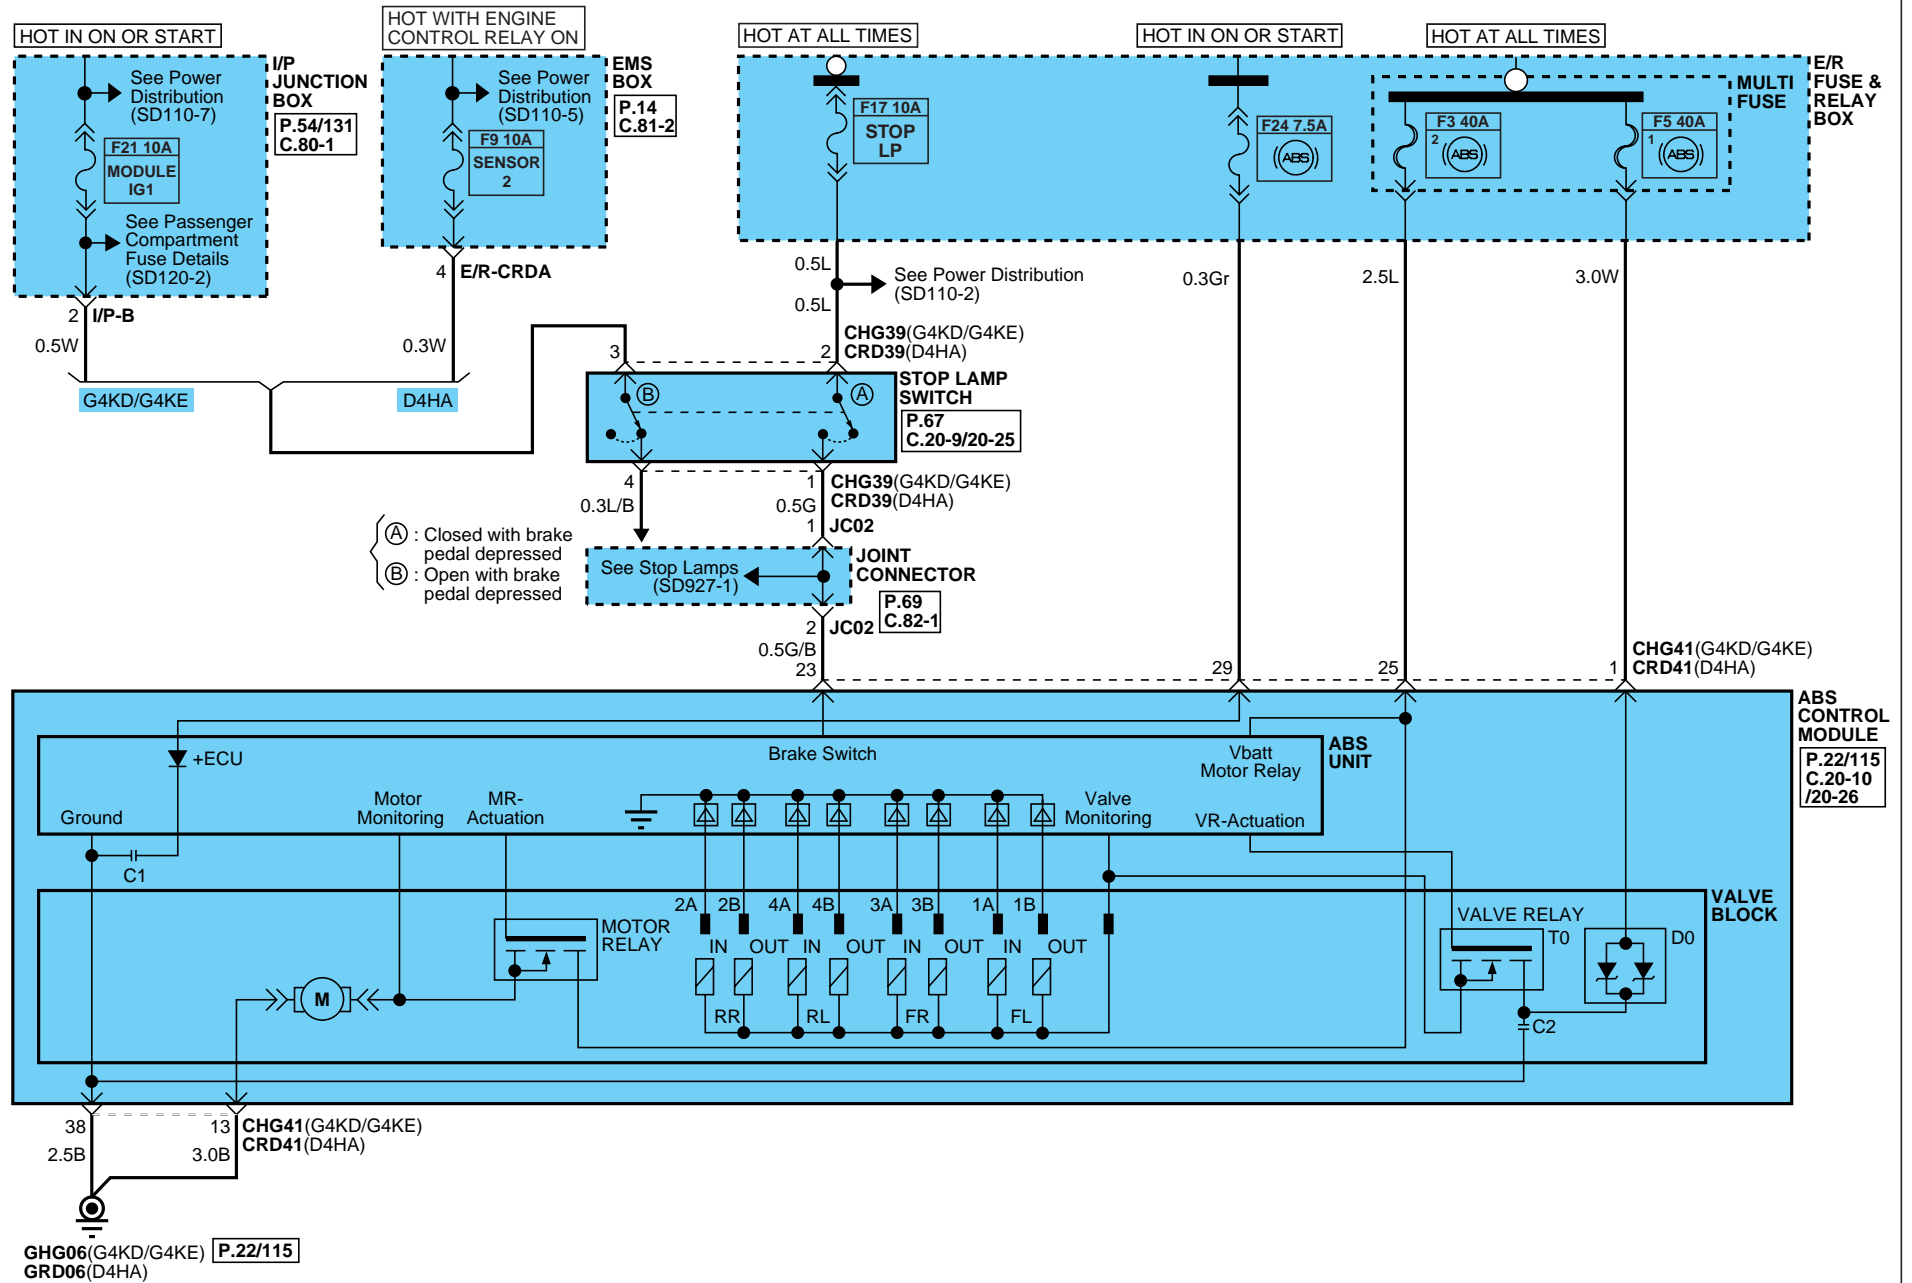 HOT IN ON OR START
HOT WITH ENGINE
CONTROL RELAY ON
HOT AT ALL TIMES
HOT IN ON OR START
HOT AT ALL TIMES
See Power
Distribution
(SD110-7)
I/P
JUNCTION
BOX
P.54/131
C.80-1
F21 10A
MODULE
IG1
See Passenger
Compartment
Fuse Details
(SD120-2)
See Power
Distribution
(SD110-5)
EMS
BOX
P.14
C.81-2
F9 10A
SENSOR
2
F17 10A
STOP
LP
F24 7.5A
ABS
MULTI
FUSE
F3 40A
2
ABS
F5 40A
1
ABS
E/R
FUSE &
RELAY
BOX
2 I/P-B
0.5W
4 E/R-CRDA
0.3W
0.5L
See Power Distribution
(SD110-2)
0.5L
0.3Gr
2.5L
3.0W
G4KD/G4KE
D4HA
3
2
CHG39(G4KD/G4KE)
CRD39(D4HA)
B
A
STOP LAMP
SWITCH
P.67
C.20-9/20-25
4
0.3L/B
1
0.5G
CHG39(G4KD/G4KE)
CRD39(D4HA)
1 JC02
A : Closed with brake
pedal depressed
B : Open with brake
pedal depressed
See Stop Lamps
(SD927-1)
JOINT
CONNECTOR
P.69
C.82-1
2 JC02
0.5G/B
23
29
25
1
CHG41(G4KD/G4KE)
CRD41(D4HA)
ABS
CONTROL
MODULE
P.22/115
C.20-10
/20-26
+ECU
Brake Switch
Vbatt
Motor Relay
ABS
UNIT
Ground
Motor
Monitoring
MR-
Actuation
Valve
Monitoring
VR-Actuation
C1
2A 2B 4A 4B 3A 3B 1A 1B
VALVE
BLOCK
MOTOR
RELAY
IN OUT IN OUT IN OUT IN OUT
VALVE RELAY
T0
D0
M
RR RL FR FL
C2
38
2.5B
13
3.0B
CHG41(G4KD/G4KE)
CRD41(D4HA)
GHG06(G4KD/G4KE) P.22/115
GRD06(D4HA)